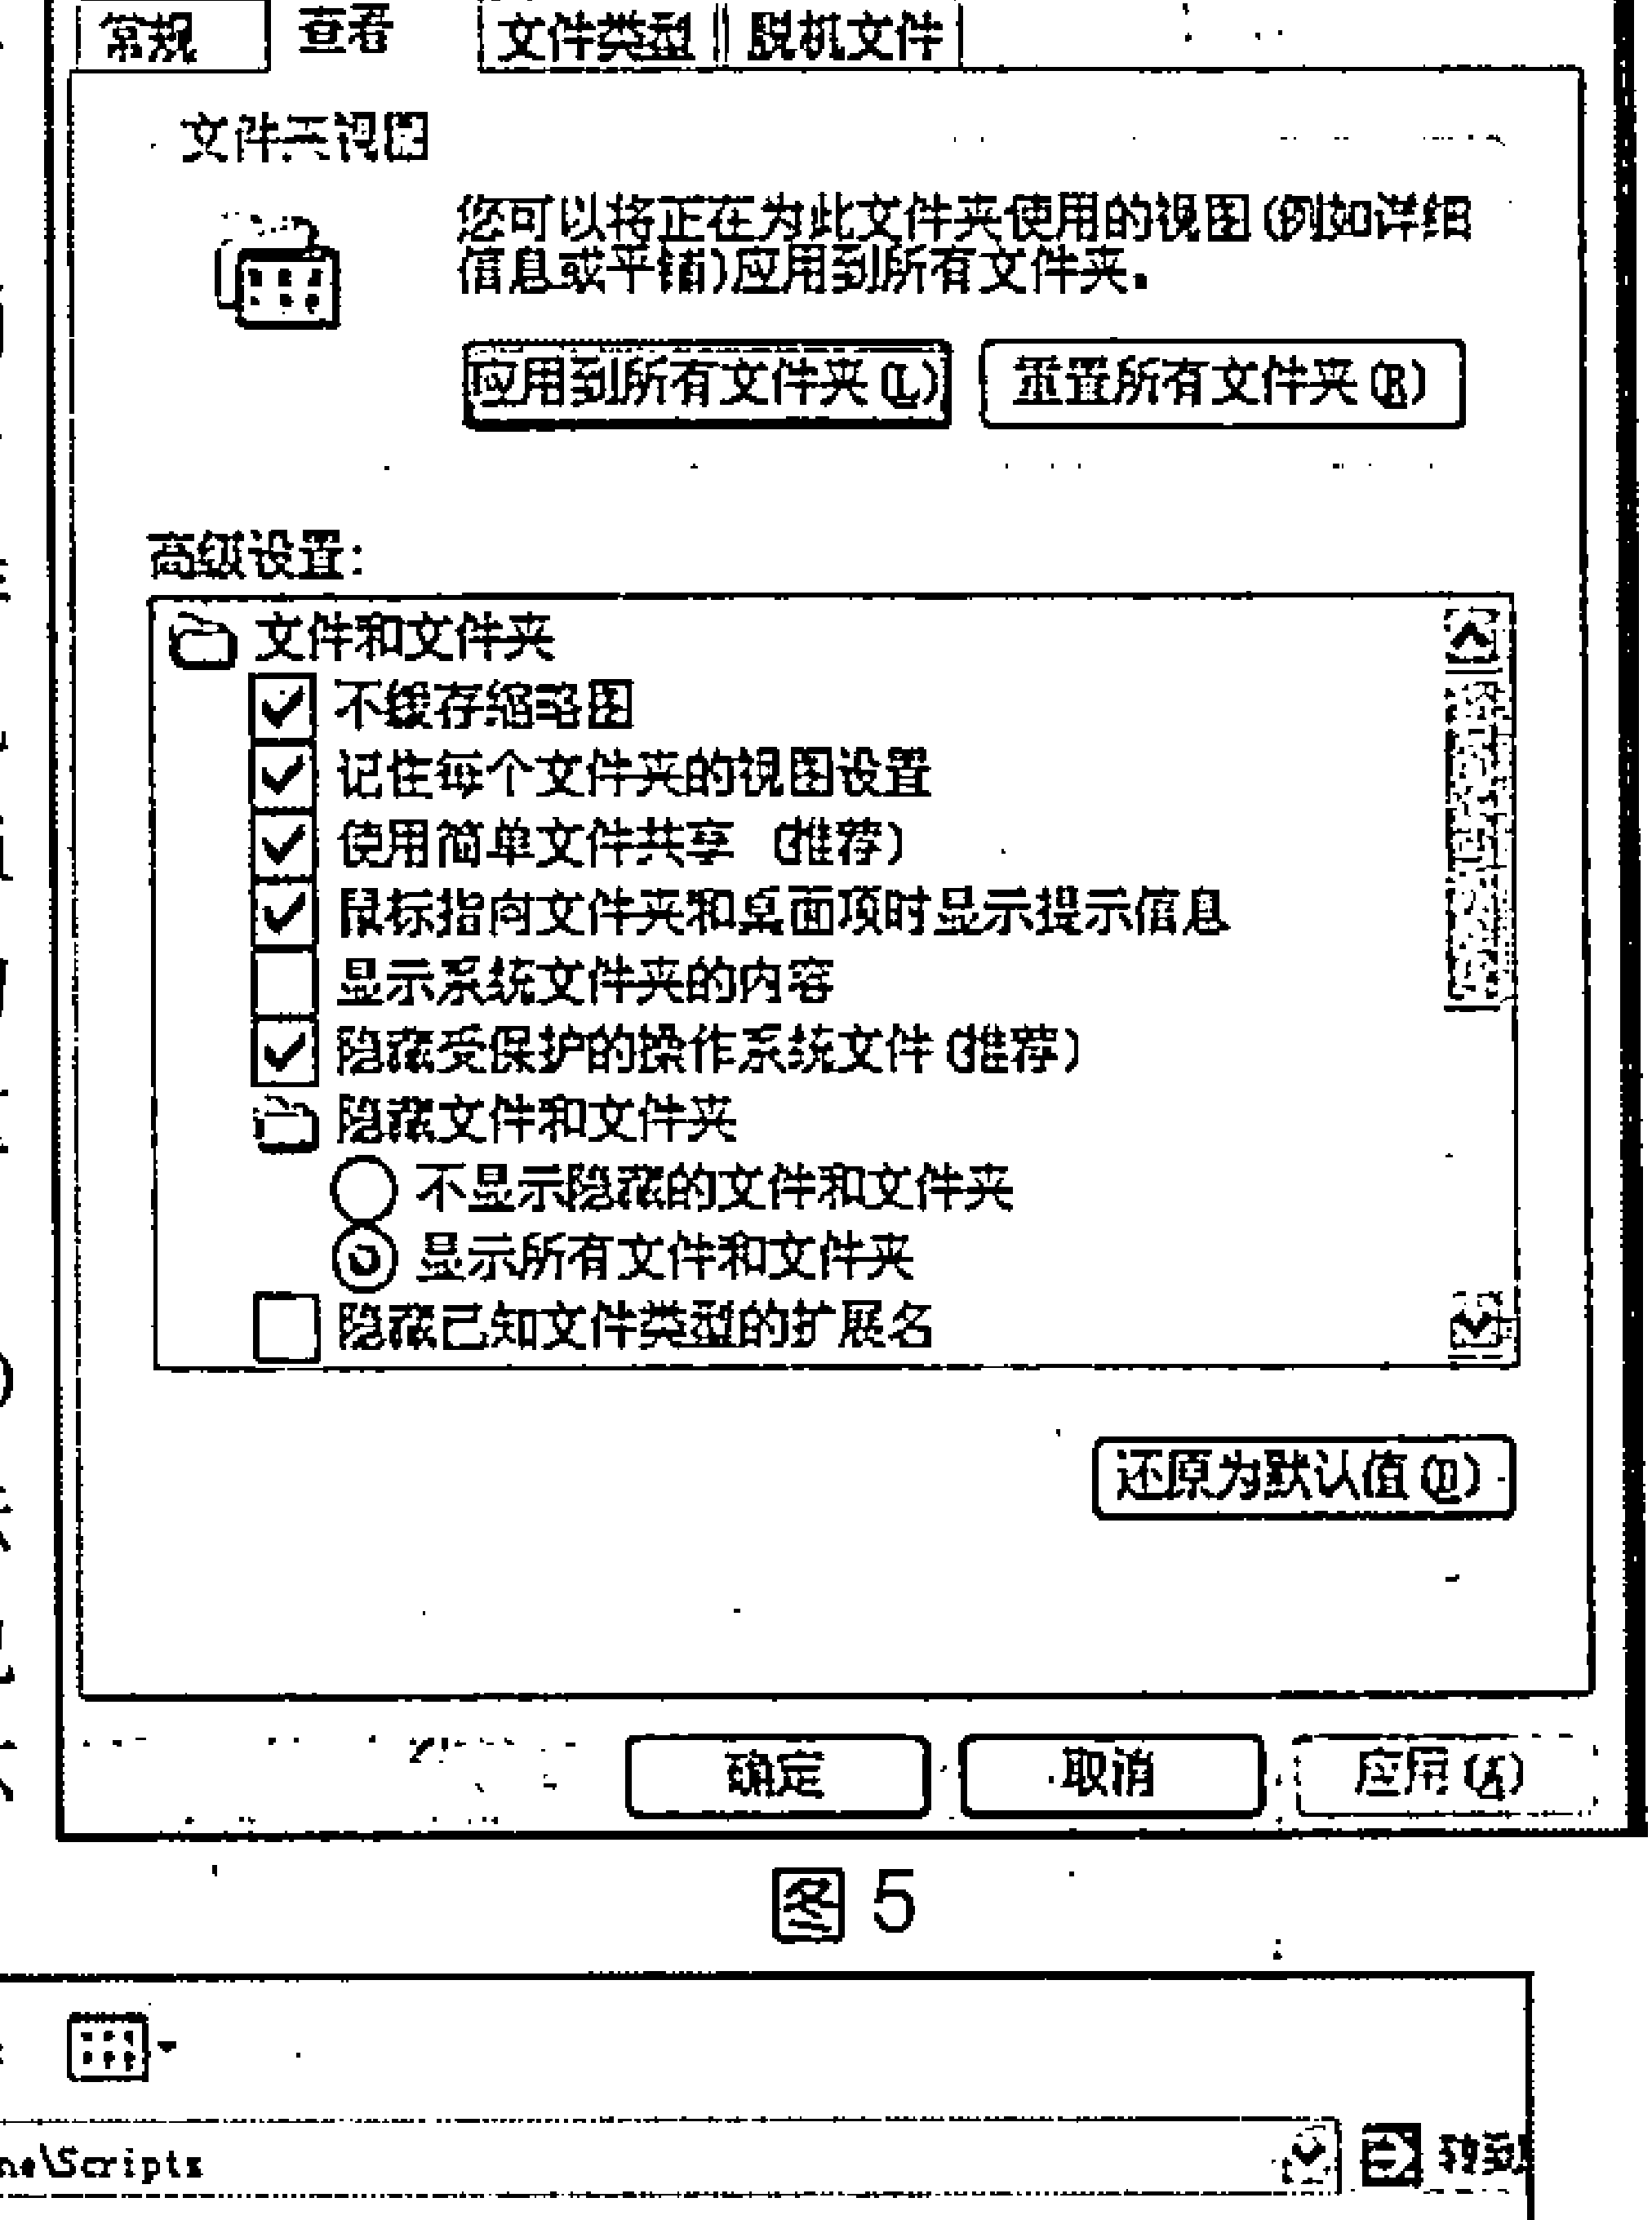 常规 查看 文件类型 脱机文件
文件夹视图
您可以将正在为此文件夹使用的视图(例如详细
信息或平铺)应用到所有文件夹。
应用到所有文件夹(L) 重置所有文件夹(R)
高级设置:
文件和文件夹
不缓存缩略图
记住每个文件夹的视图设置
使用简单文件共享 (推荐)
鼠标指向文件夹和桌面项时显示提示信息
显示系统文件夹的内容
隐藏受保护的操作系统文件(推荐)
隐藏文件和文件夹
不显示隐藏的文件和文件夹
显示所有文件和文件夹
隐藏已知文件类型的扩展名
还原为默认值(D)
确定 取消 应用(A)
图 5
ne\Scripts 转到